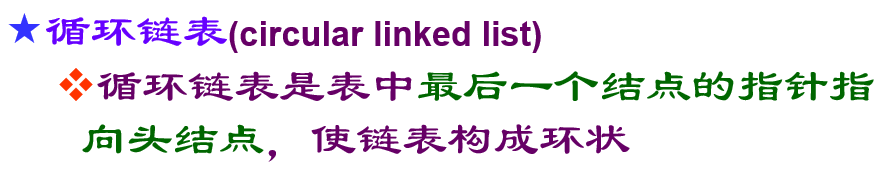 ★循环链表(circular linked list)
❖循环链表是表中最后一个结点的指针指
向头结点，使链表构成环状